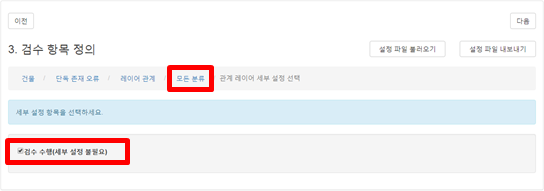 이전 다음
3. 검수 항목 정의 설정 파일 불러오기 설정 파일 내보내기
건물 / 단독 존재 오류 / 레이어 관계 / 모든 분류 관계 레이어 세부 설정 선택
세부 설정 항목을 선택하세요.
검수 수행(세부 설정 불필요)